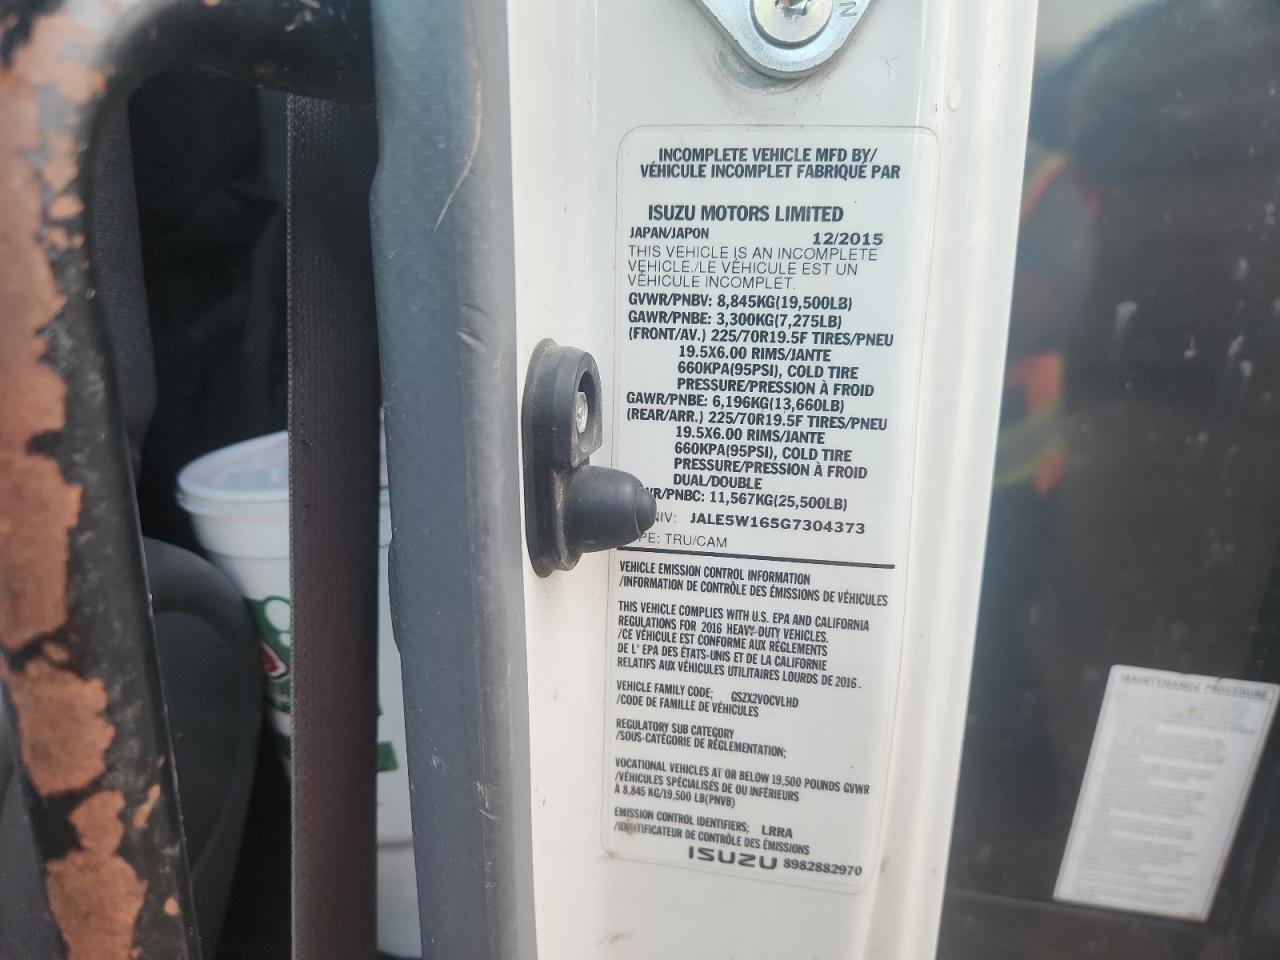 N
INCOMPLETE VEHICLE MFD BY/
VÉHICULE INCOMPLET FABRIQUÉ PAR
ISUZU MOTORS LIMITED
JAPAN/JAPON 12/2015
THIS VEHICLE IS AN INCOMPLETE
VEHICLE./LE VÉHICULE EST UN
VÉHICULE INCOMPLET.
GVWR/PNBV: 8,845KG(19,500LB)
GAWR/PNBE: 3,300KG(7,275LB)
(FRONT/AV.) 225/70R19.5F TIRES/PNEU
19.5X6.00 RIMS/JANTE
660KPA(95PSI), COLD TIRE
PRESSURE/PRESSION À FROID
GAWR/PNBE: 6,196KG(13,660LB)
(REAR/ARR.) 225/70R19.5F TIRES/PNEU
19.5X6.00 RIMS/JANTE
660KPA(95PSI), COLD TIRE
PRESSURE/PRESSION À FROID
DUAL/DOUBLE
WR/PNBC: 11,567KG(25,500LB)
NIV: JALE5W165G7304373
PE: TRU/CAM
VEHICLE EMISSION CONTROL INFORMATION
/INFORMATION DE CONTRÔLE DES ÉMISSIONS DE VÉHICULES
THIS VEHICLE COMPLIES WITH U.S. EPA AND CALIFORNIA
REGULATIONS FOR 2016 HEAVY-DUTY VEHICLES.
/CE VÉHICULE EST CONFORME AUX RÉGLEMENTS
DE L' EPA DES ÉTATS-UNIS ET DE LA CALIFORNIE
RELATIFS AUX VÉHICULES UTILITAIRES LOURDS DE 2016.
VEHICLE FAMILY CODE; GSZX2VOCVLHD
/CODE DE FAMILLE DE VÉHICULES
REGULATORY SUB CATEGORY
/SOUS-CATÉGORIE DE RÉGLEMENTATION;
VOCATIONAL VEHICLES AT OR BELOW 19,500 POUNDS GVWR
/VÉHICULES SPÉCIALISÉS DE OU INFÉRIEURS
À 8,845 KG/19,500 LB(PNVB)
EMISSION CONTROL IDENTIFIERS; LRRA
/IDENTIFICATEUR DE CONTRÔLE DES ÉMISSIONS
ISUZU 8982882970
MAINTENANCE PROCEDURE